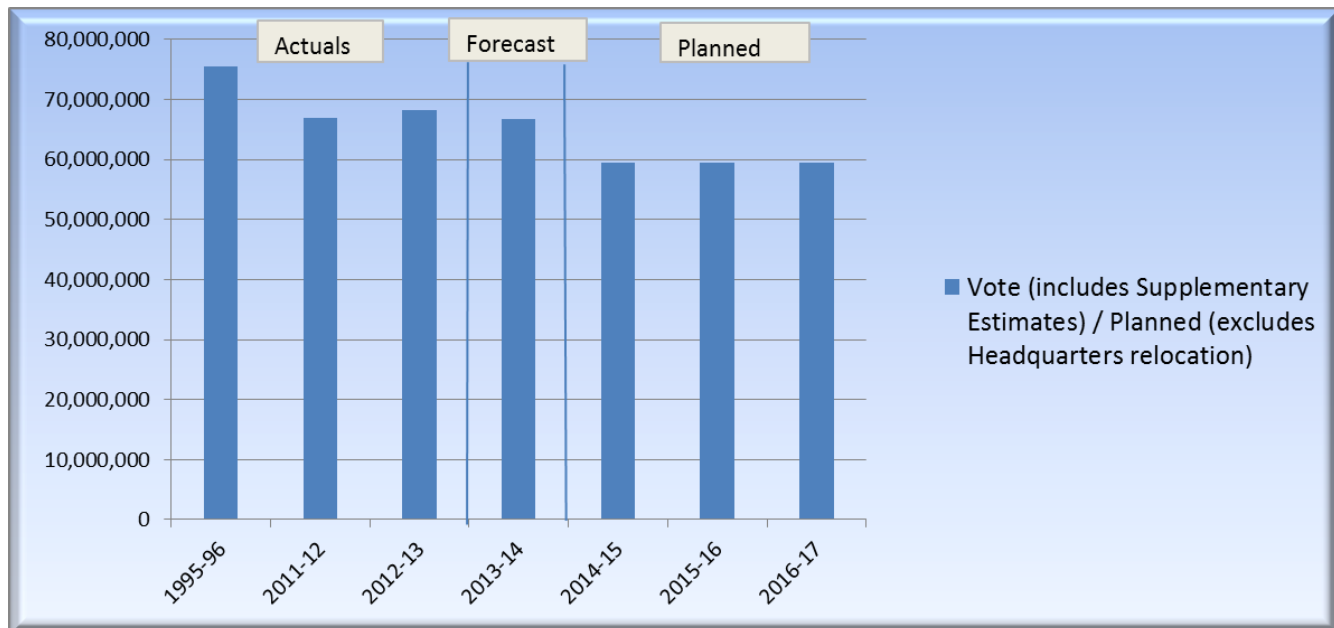 Actuals
Forecast
Planned
80,000,000
70,000,000
60,000,000
50,000,000
40,000,000
30,000,000
20,000,000
10,000,000
0
1995-96
2011-12
2012-13
2013-14
2014-15
2015-16
2016-17
Vote (includes Supplementary
Estimates) / Planned (excludes
Headquarters relocation)